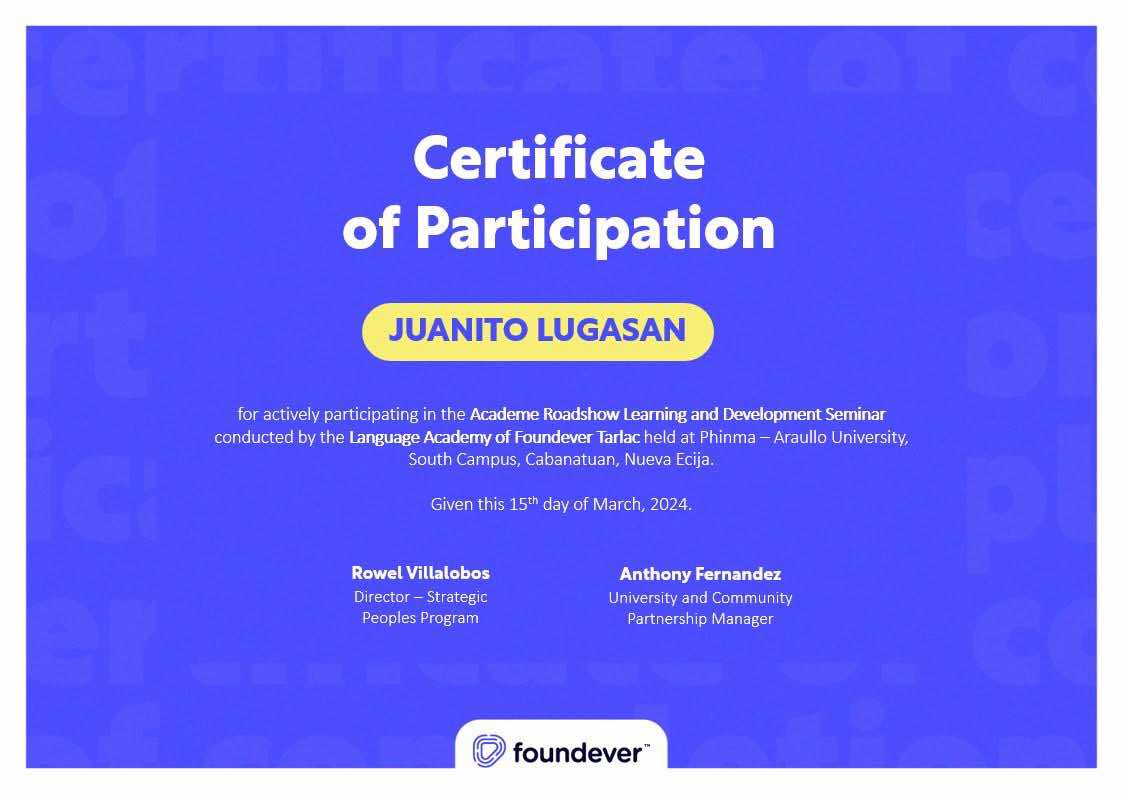 Certificate
of Participation
JUANITO LUGASAN
for actively participating in the Academe Roadshow Learning and Development Seminar
conducted by the Language Academy of Foundever Tarlac held at Phinma – Araullo University,
South Campus, Cabanatuan, Nueva Ecija.
Given this 15th day of March, 2024.
Rowel Villalobos
Director – Strategic
Peoples Program
Anthony Fernandez
University and Community
Partnership Manager
foundever™